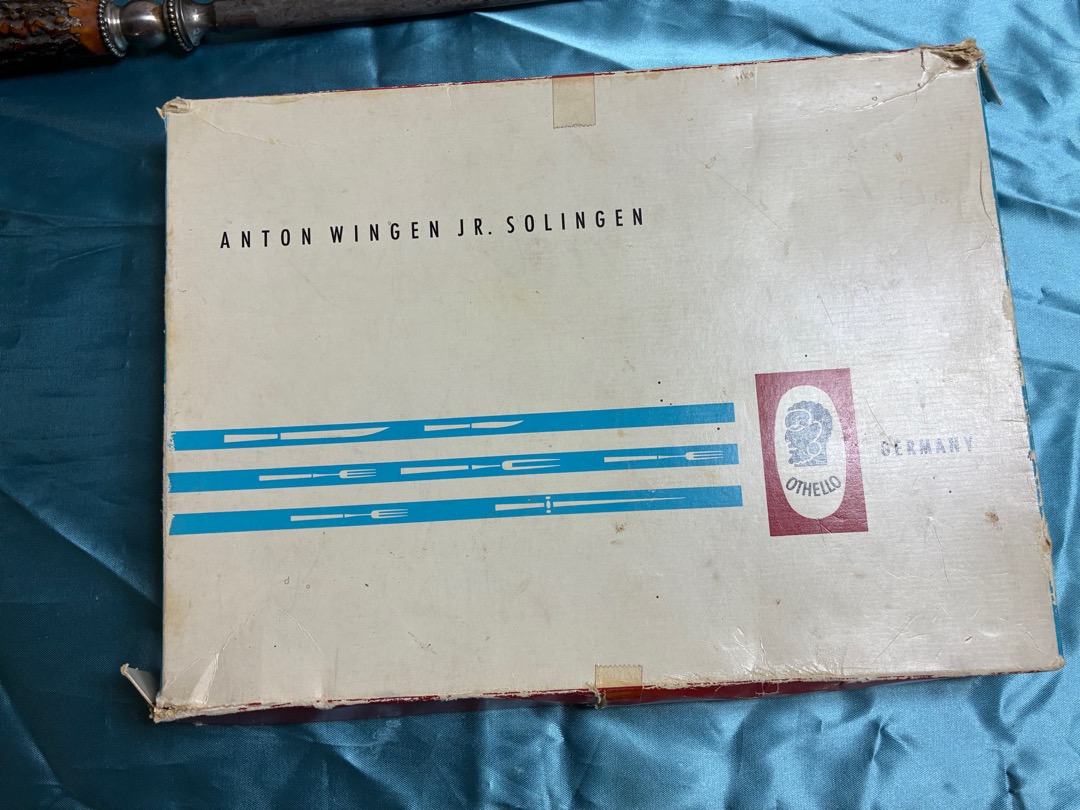 ANTON WINGEN JR. SOLINGEN
OTHELLO
GERMANY